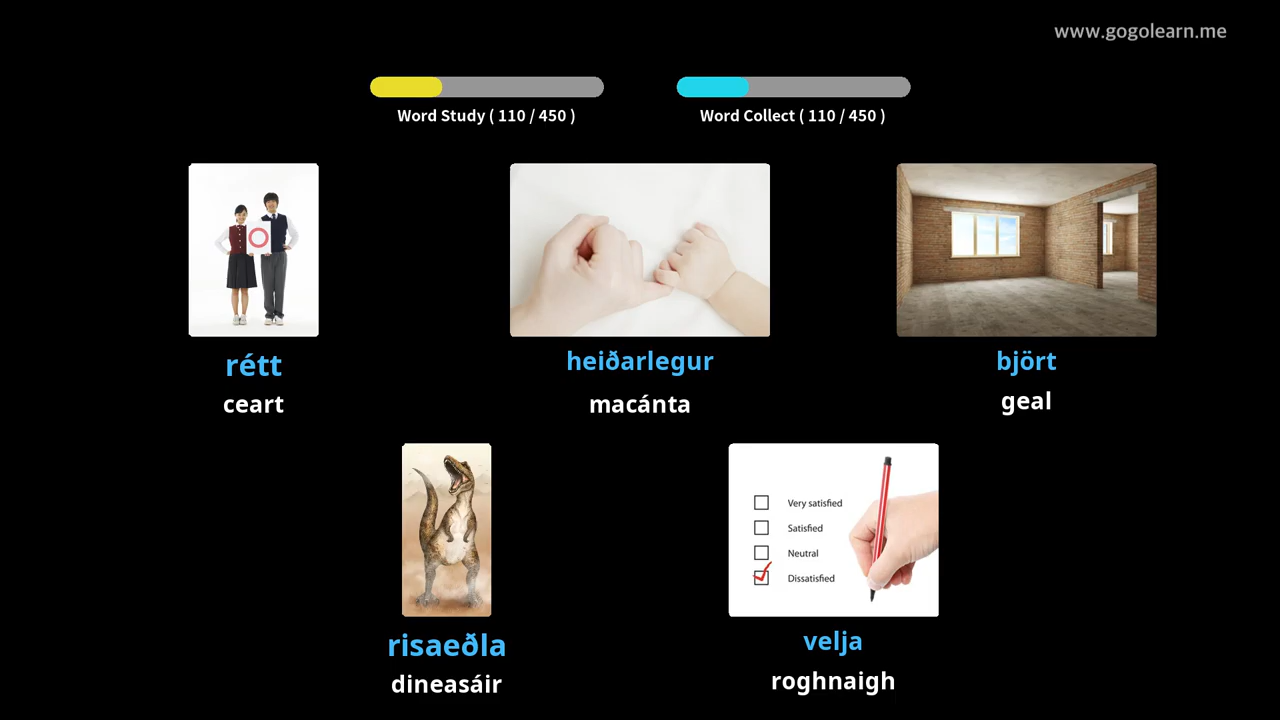 www.gogolearn.me
Word Study ( 110 / 450 )
Word Collect ( 110 / 450 )
rétt
ceart
heiðarlegur
macánta
björt
geal
Very satisfied
Satisfied
Neutral
Dissatisfied
risaeðla
dineasáir
velja
roghnaigh